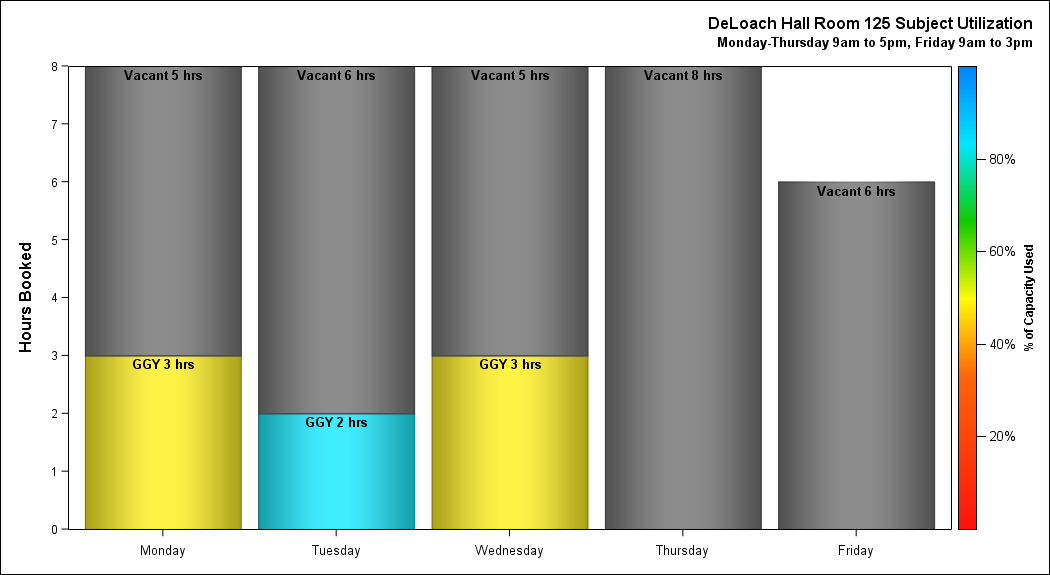 DeLoach Hall Room 125 Subject Utilization
Monday-Thursday 9am to 5pm, Friday 9am to 3pm
Hours Booked
8
7
6
5
4
3
2
1
0
Vacant 5 hrs
GGY 3 hrs
Vacant 6 hrs
GGY 2 hrs
Vacant 5 hrs
GGY 3 hrs
Vacant 8 hrs
Vacant 6 hrs
Monday
Tuesday
Wednesday
Thursday
Friday
80%
60%
40%
20%
% of Capacity Used